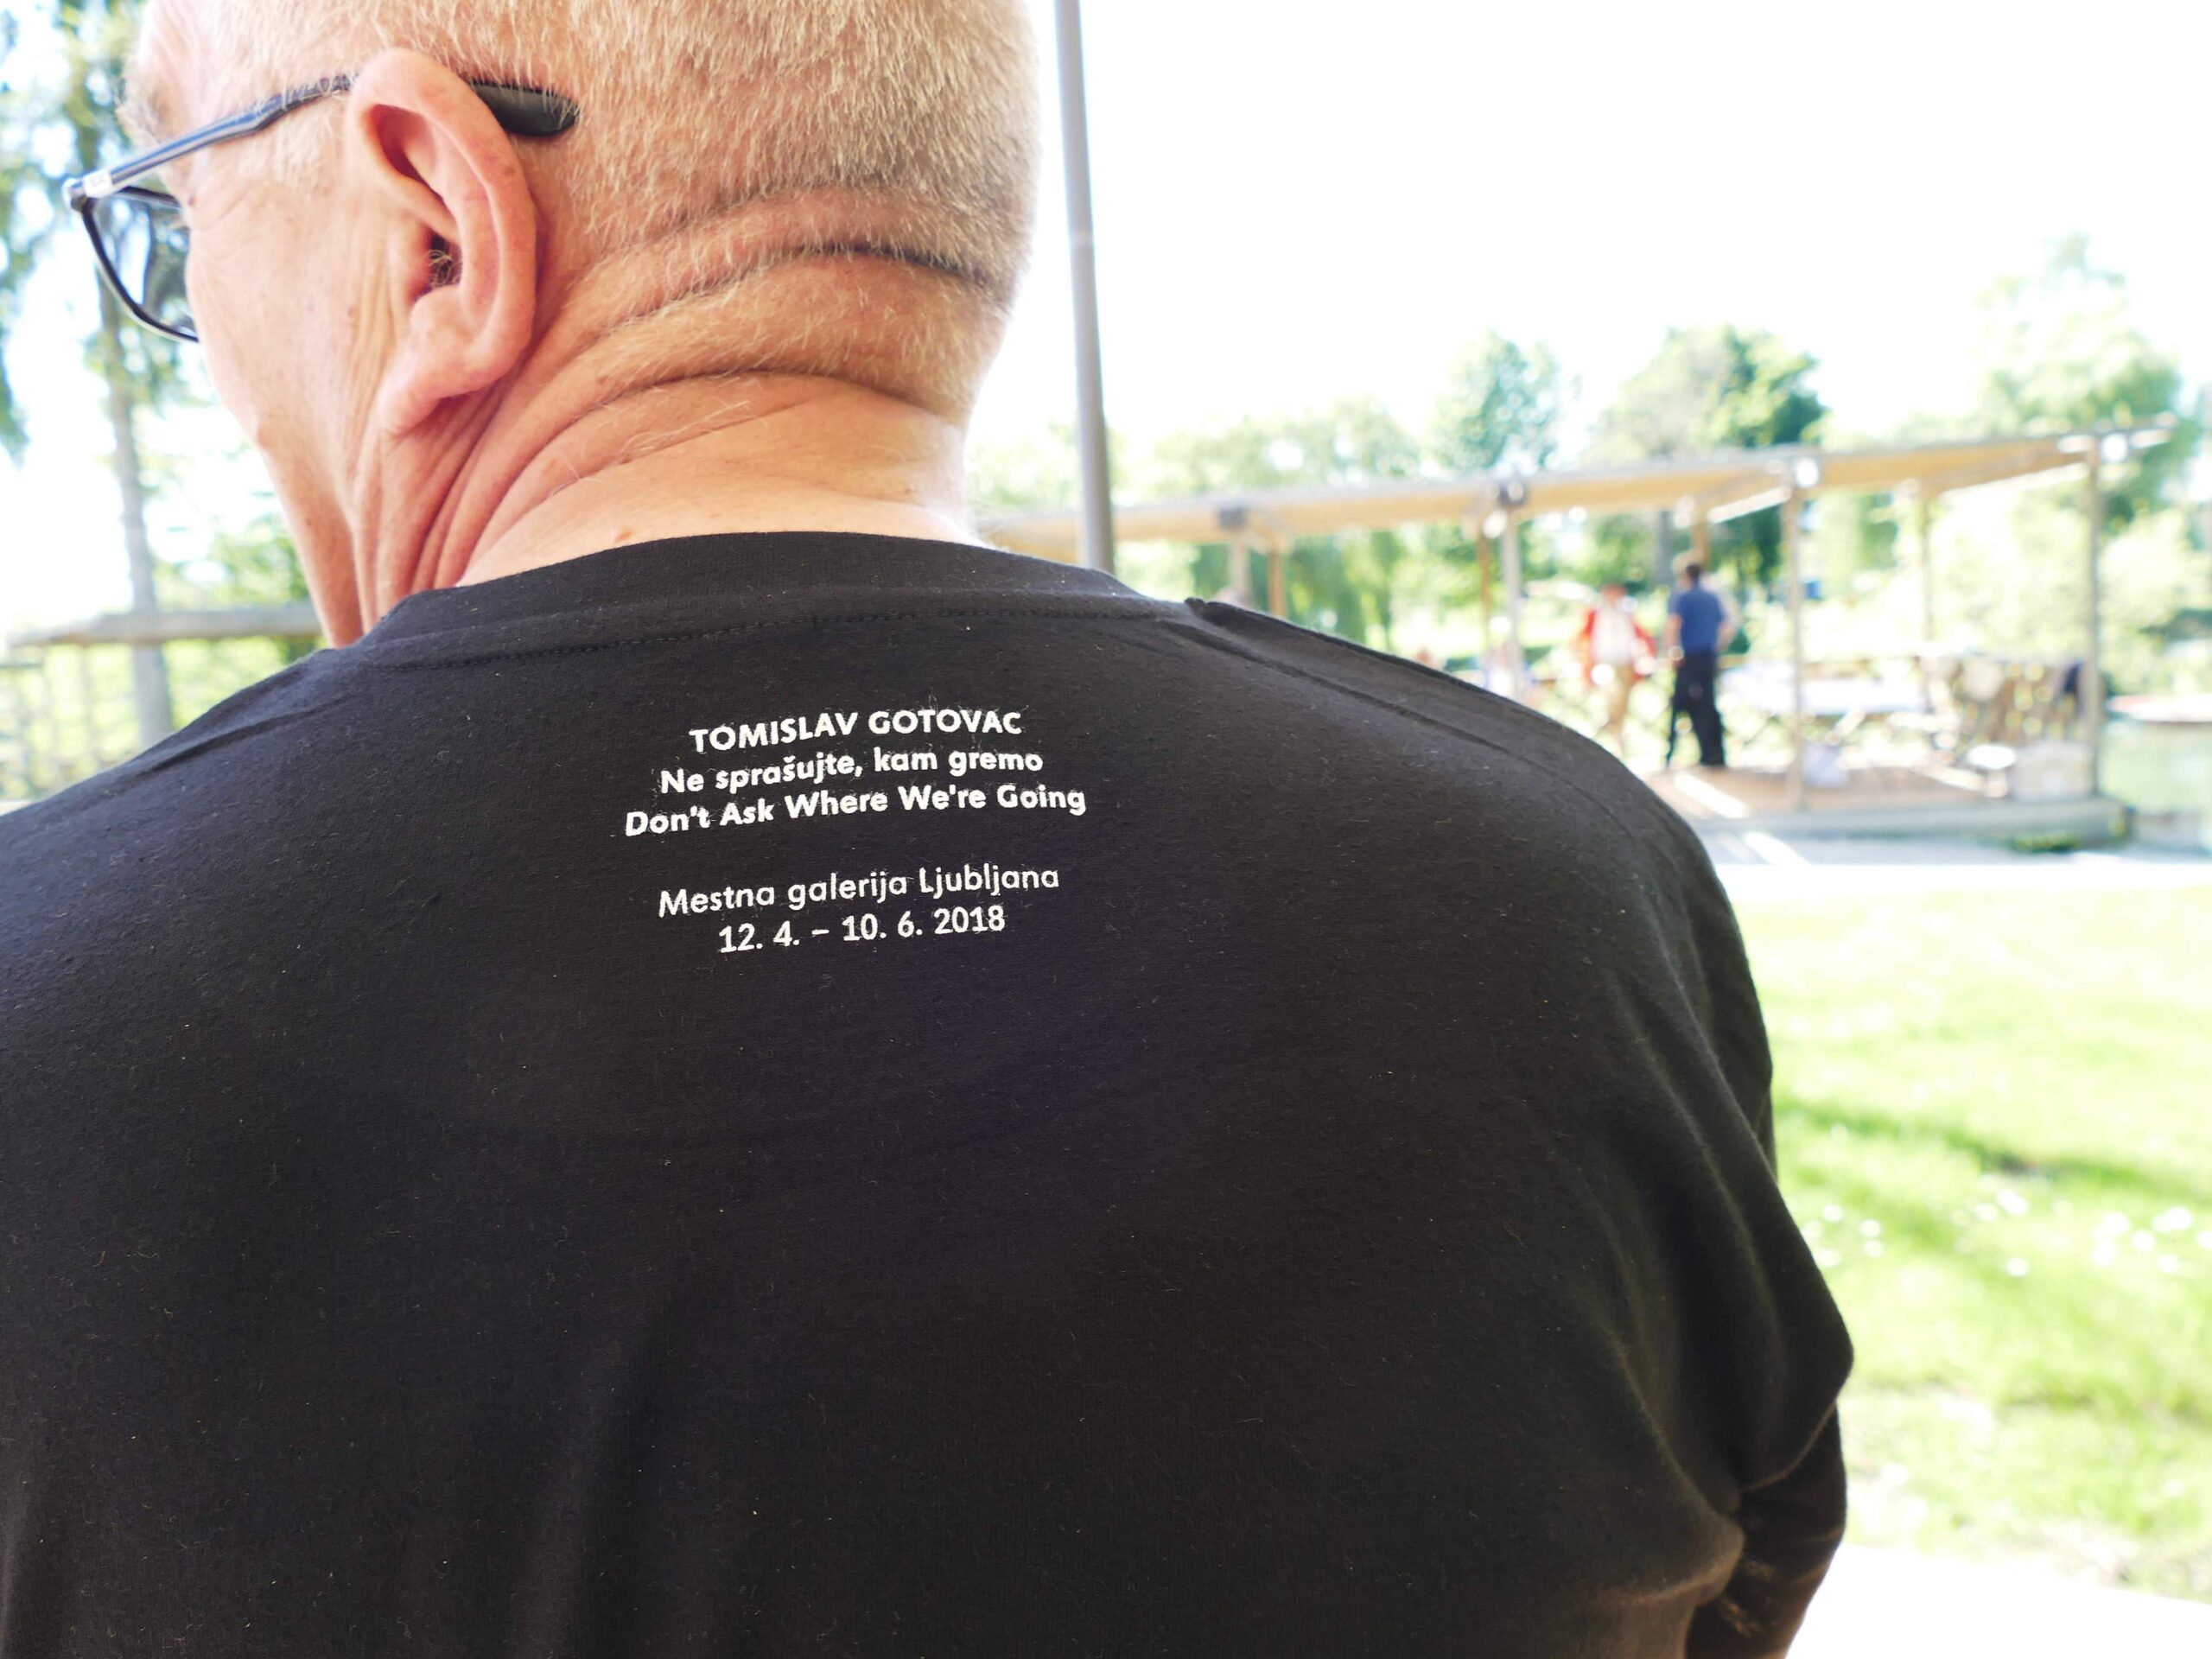 TOMISLAV GOTOVAC
Ne sprašujte, kam gremo
Don't Ask Where We're Going
Mestna galerija Ljubljana
12. 4. – 10. 6. 2018